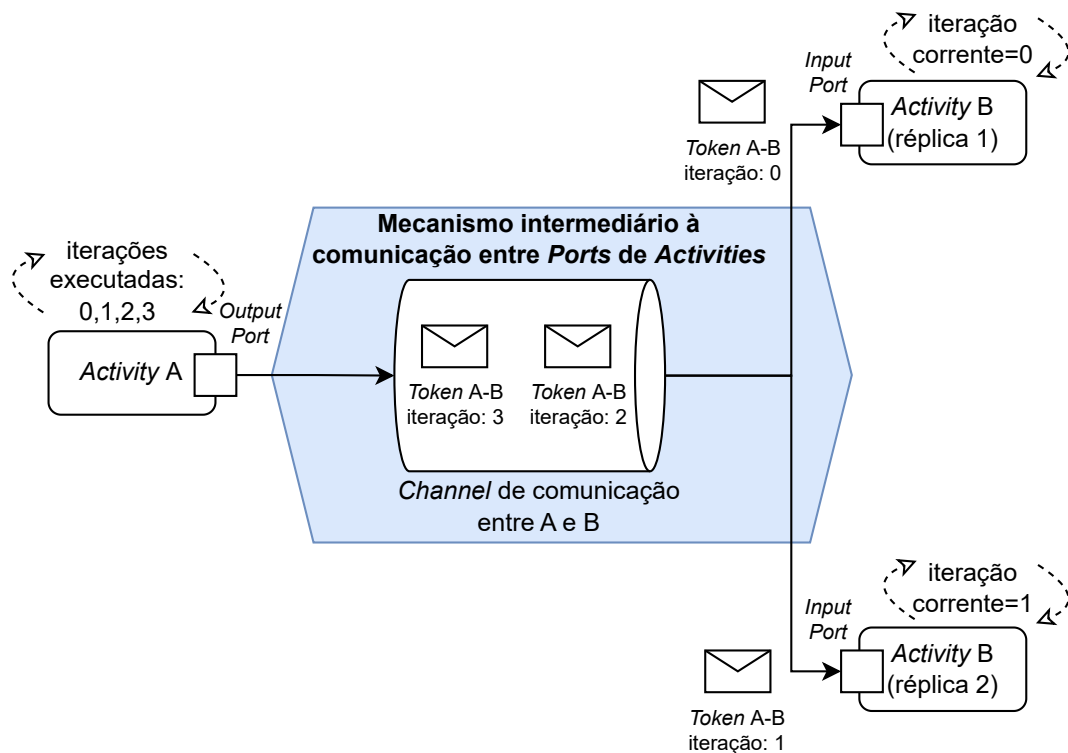 iteração
corrente=0
Input
Port
Activity B
(réplica 1)
Token A-B
iteração: 0
Mecanismo intermediário à
comunicação entre Ports de Activities
iterações
executadas:
0,1,2,3
Output
Port
Activity A
Token A-B
iteração: 3
Token A-B
iteração: 2
Channel de comunicação
entre A e B
iteração
corrente=1
Input
Port
Activity B
(réplica 2)
Token A-B
iteração: 1